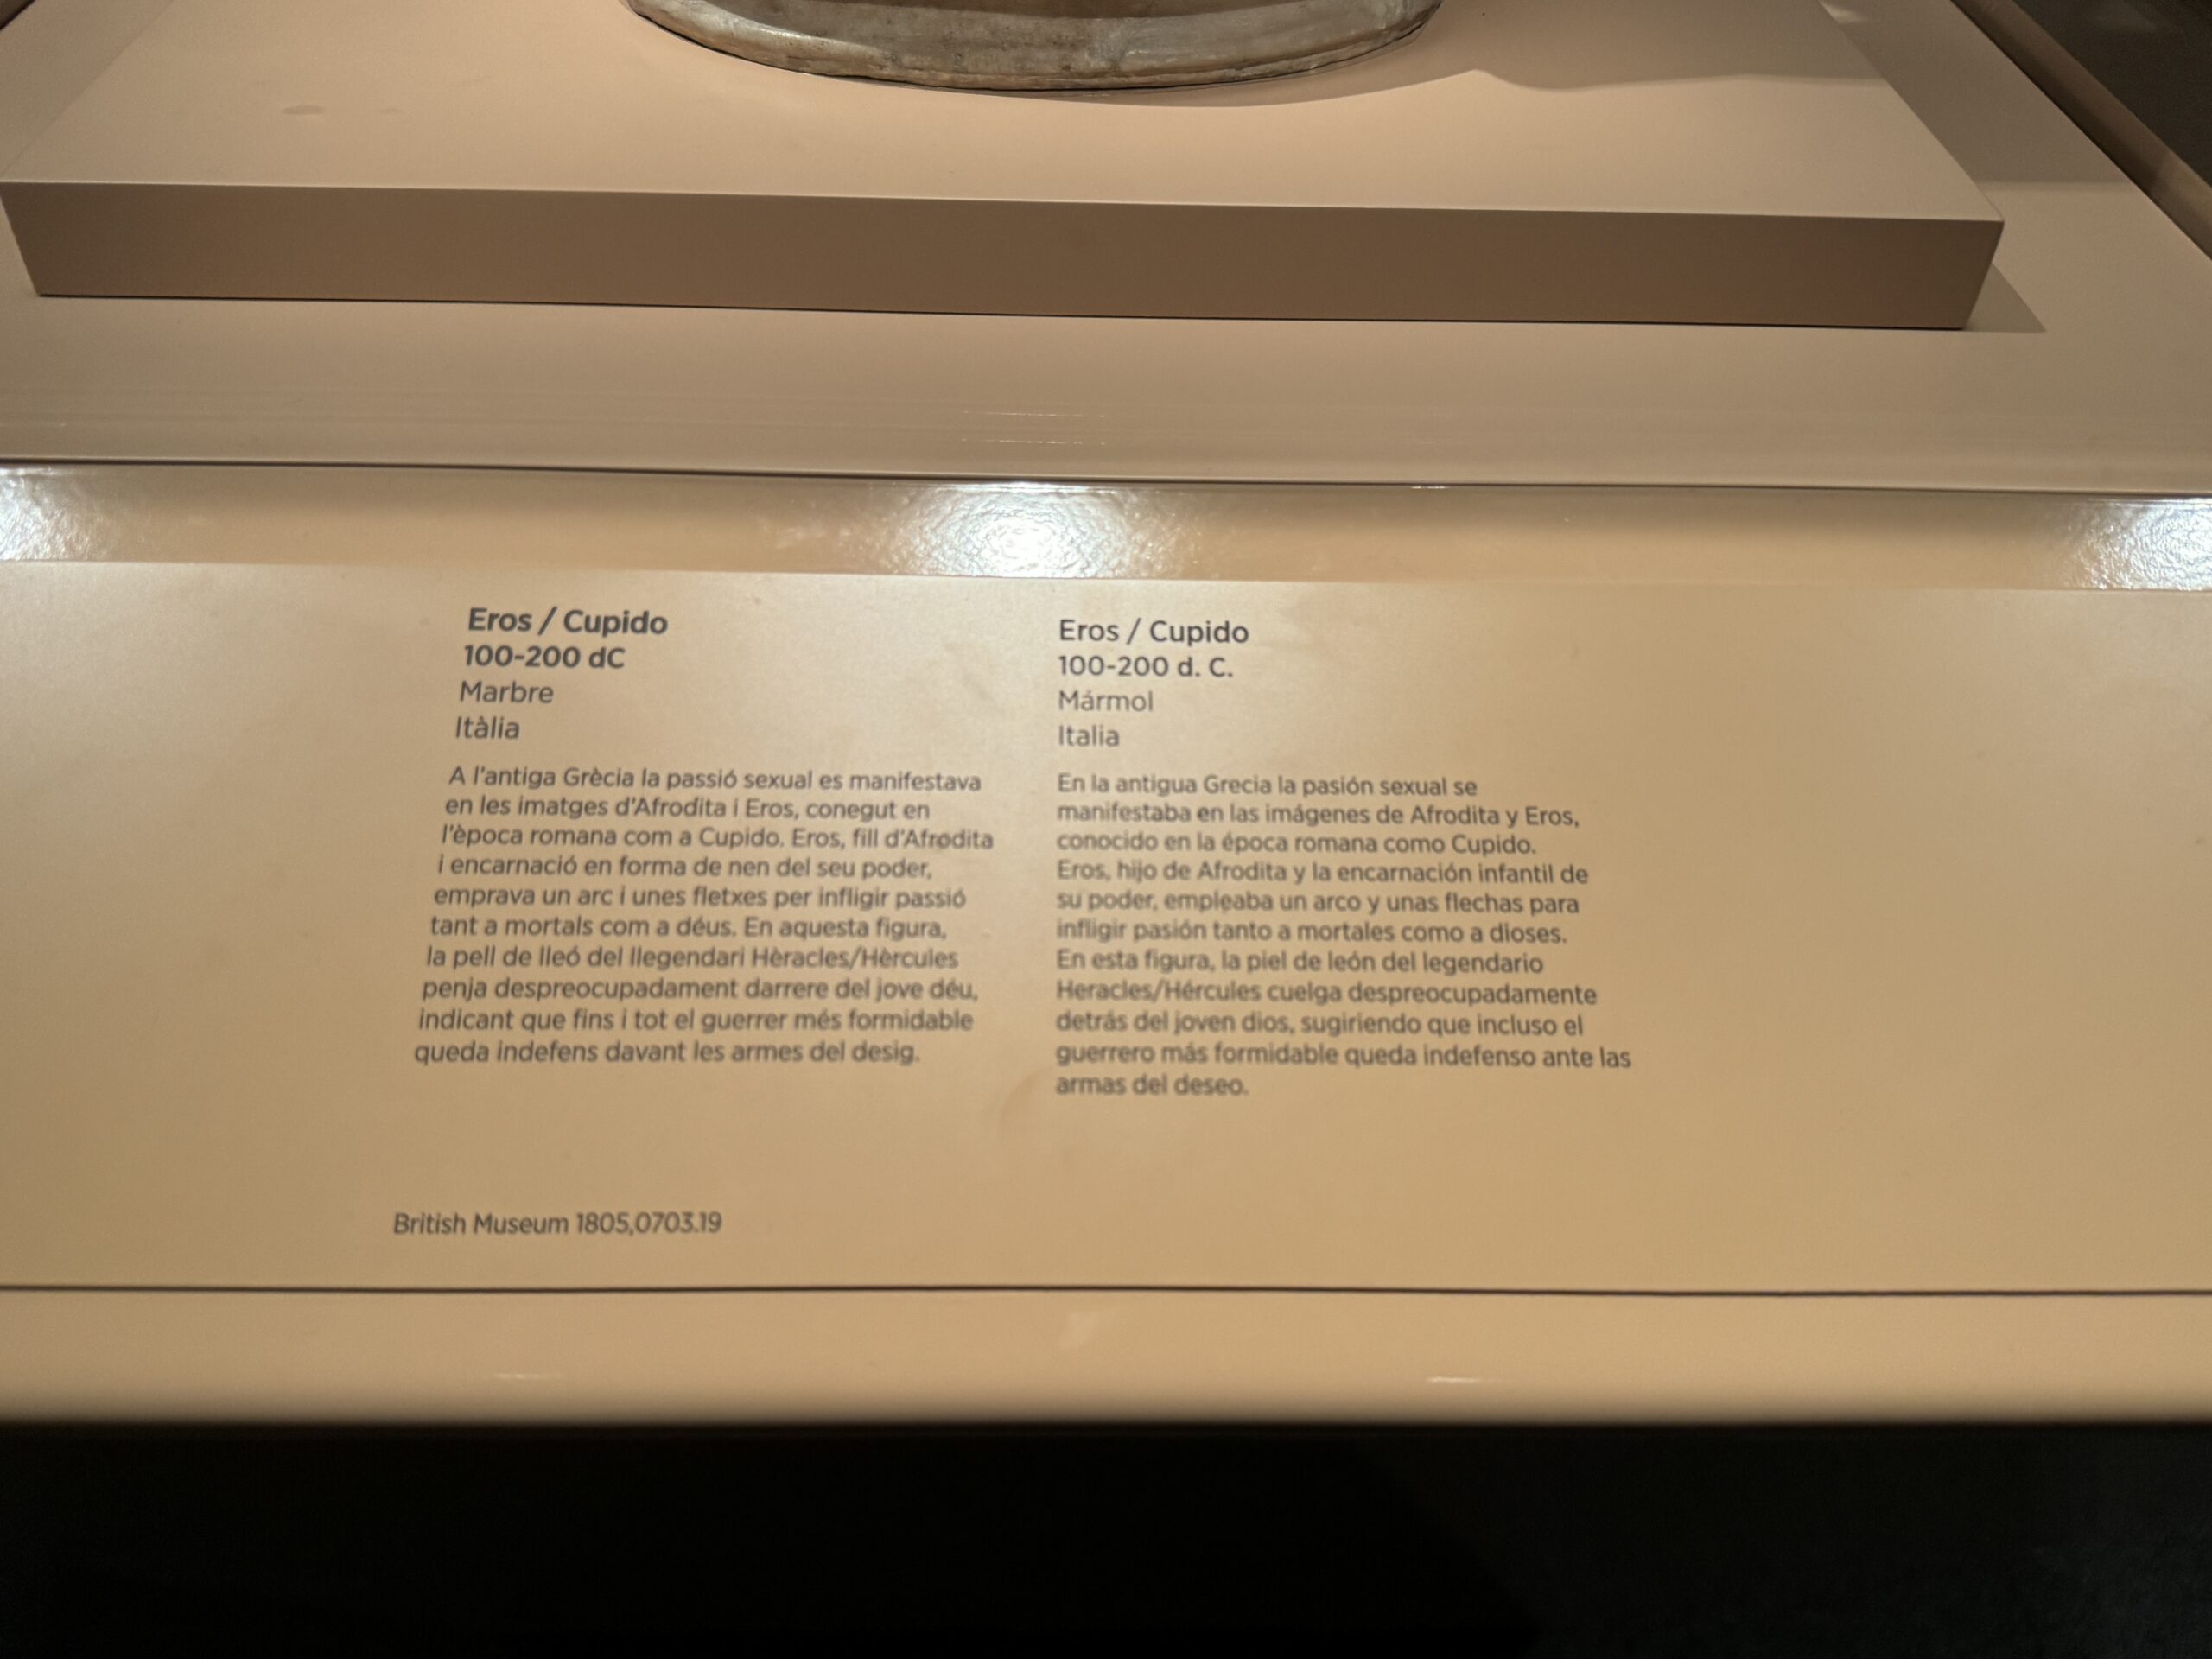 Eros / Cupido
100-200 dC
Marbre
Itàlia
A l'antiga Grècia la passió sexual es manifestava
en les imatges d'Afrodita i Eros, conegut en
l'època romana com a Cupido. Eros, fill d'Afrodita
i encarnació en forma de nen del seu poder,
emprava un arc i unes fletxes per infligir passió
tant a mortals com a déus. En aquesta figura,
la pell de lleó del llegendari Hèracles/Hèrcules
penja despreocupadament darrere del jove déu,
indicant que fins i tot el guerrer més formidable
queda indefens davant les armes del desig.
British Museum 1805,0703.19
Eros / Cupido
100-200 d. C.
Mármol
Italia
En la antigua Grecia la pasión sexual se
manifestaba en las imágenes de Afrodita y Eros,
conocido en la época romana como Cupido.
Eros, hijo de Afrodita y la encarnación infantil de
su poder, empleaba un arco y unas flechas para
infligir pasión tanto a mortales como a dioses.
En esta figura, la piel de león del legendario
Heracles/Hércules cuelga despreocupadamente
detrás del joven dios, sugiriendo que incluso el
guerrero más formidable queda indefenso ante las
armas del deseo.